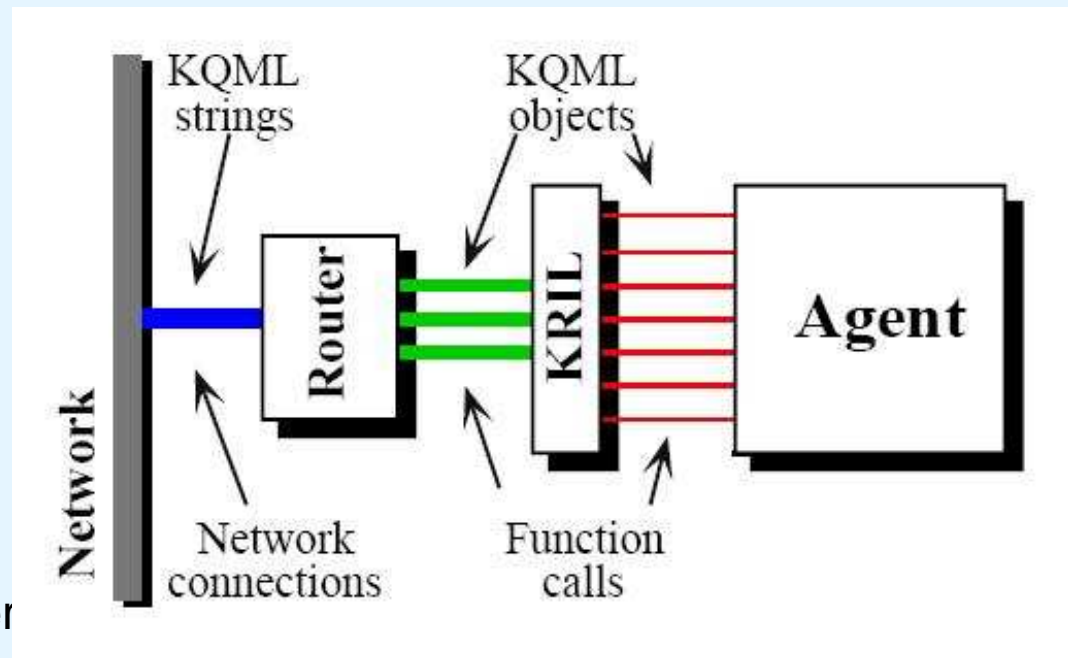 KQML
strings
KQML
objects
Network
Router
KRIL
Agent
Network
connections
Function
calls